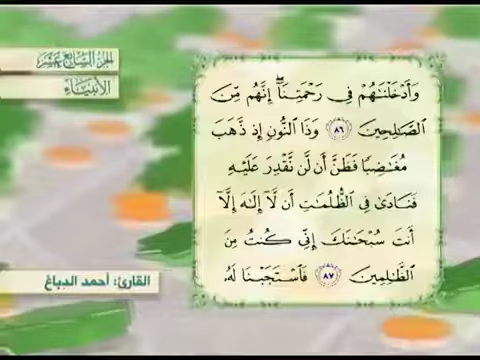 الجزء السابع عشر
الأنبياء
وَأَدْخَلْنَٰهُمْ فِى رَحْمَتِنَآ ۖ إِنَّهُم مِّنَ
ٱلصَّٰلِحِينَ ٨٦ وَذَا ٱلنُّونِ إِذ ذَّهَبَ
مُغَٰضِبًا فَظَنَّ أَن لَّن نَّقْدِرَ عَلَيْهِ
فَنَادَىٰ فِى ٱلظُّلُمَٰتِ أَن لَّآ إِلَٰهَ إِلَّآ
أَنتَ سُبْحَٰنَكَ إِنِّى كُنتُ مِنَ
ٱلظَّٰلِمِينَ ٨٧ فَٱسْتَجَبْنَا لَهُۥ
القارئ: أحمد الدباغ